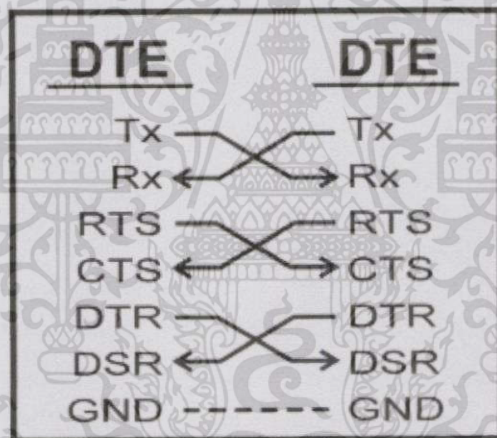 DTE DTE
Tx Tx
Rx Rx
RTS RTS
CTS CTS
DTR DTR
DSR DSR
GND GND